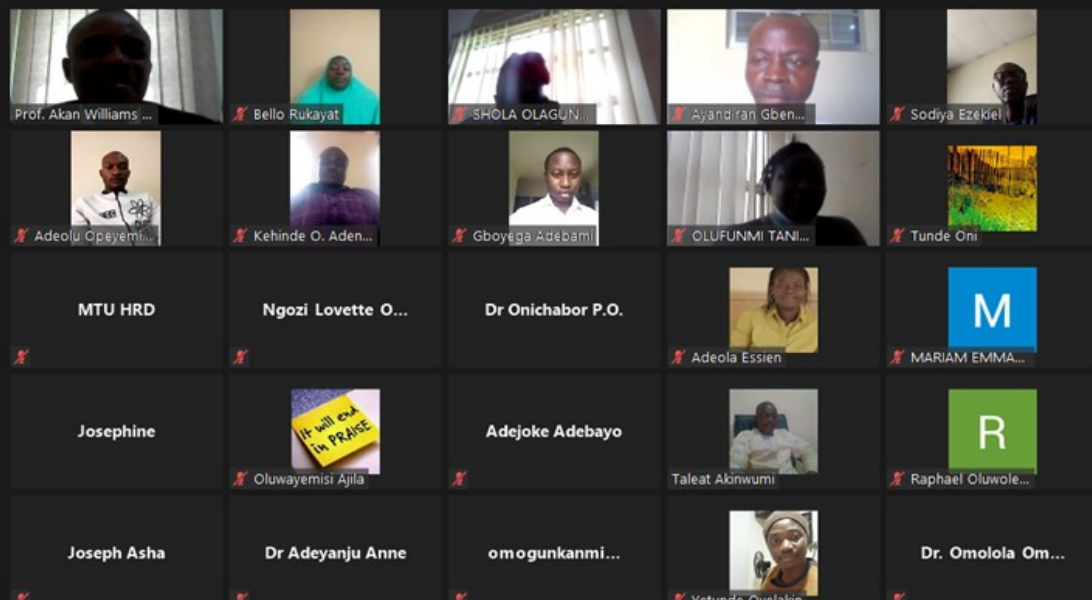 Prof. Akan Williams ...
Bello Rukayat
SHOLA OLAGUN...
Ayandiran Gben...
Sodiya Ezekiel
Adeolu Opeyemi...
Kehinde O. Aden...
Gboyega Adebami
OLUFUNMI TANI...
Tunde Oni
MTU HRD
Ngozi Lovette O...
Dr Onichabor P.O.
Adeola Essien
M
MARIAM EMMA...
Josephine
It will end
in PRAISE
Oluwayemisi Ajila
Adejoke Adebayo
Taleat Akinwumi
R
Raphael Oluwole...
Joseph Asha
Dr Adeyanju Anne
omogunkanmi...
Yetunde Oyelakin
Dr. Omolola Om...